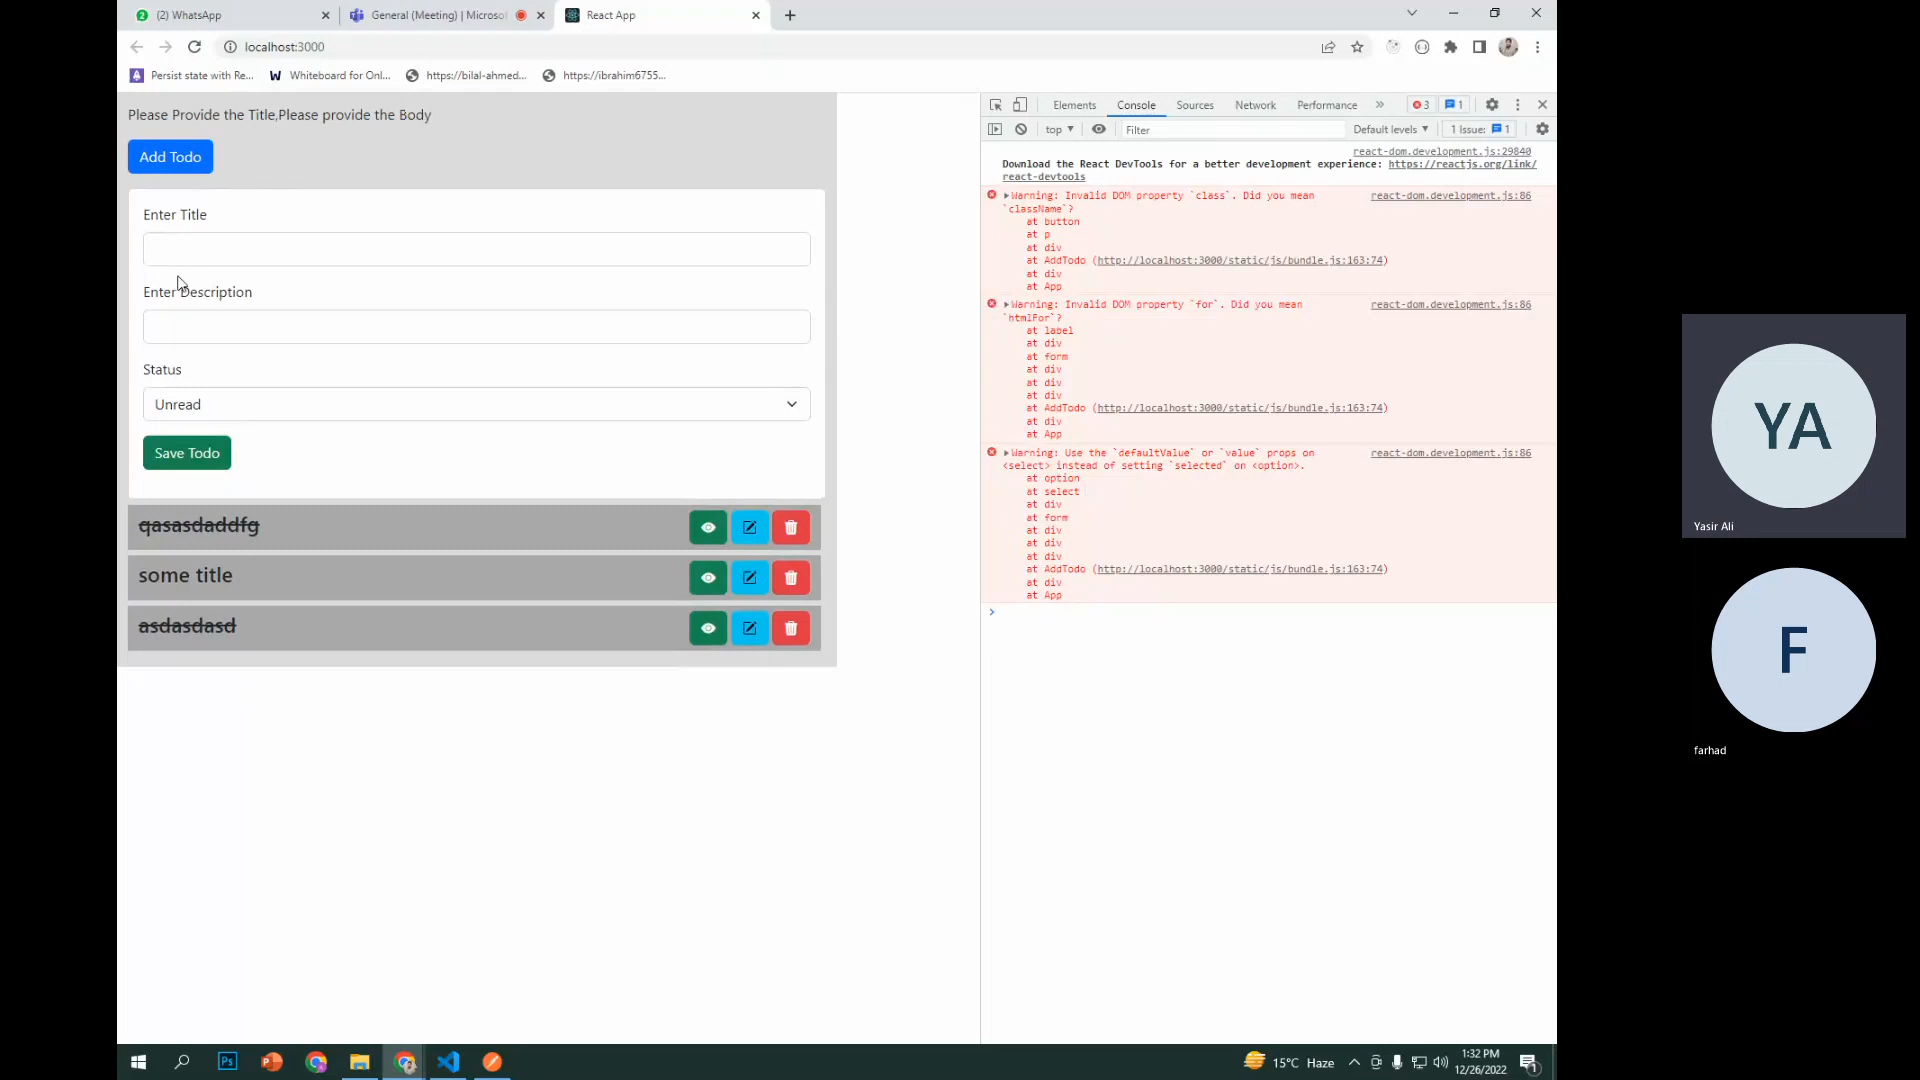 (2) WhatsApp
General (Meeting) | Microso
React App
localhost:3000
Persist state with Re...
W Whiteboard for Onl...
https://bilal-ahmed...
https://ibrahim6755...
Please Provide the Title,Please provide the Body
Add Todo
Enter Title
Enter Description
Status
Unread
Save Todo
qasasdaddfg
some title
asdasdasd
Elements Console Sources Network Performance » 3 1
top Filter Default levels 1 Issue: 1
react-dom.development.js:29840
Download the React DevTools for a better development experience: https://reactjs.org/link/
react-devtools
Warning: Invalid DOM property `class`. Did you mean react-dom.development.js:86
`className`?
at button
at p
at div
at AddTodo (http://localhost:3000/static/js/bundle.js:163:74)
at div
at App
Warning: Invalid DOM property `for`. Did you mean react-dom.development.js:86
`htmlFor`?
at label
at div
at form
at div
at div
at div
at AddTodo (http://localhost:3000/static/js/bundle.js:163:74)
at div
at App
Warning: Use the `defaultValue` or `value` props on react-dom.development.js:86
<select> instead of setting `selected` on <option>.
at option
at select
at div
at form
at div
at div
at div
at AddTodo (http://localhost:3000/static/js/bundle.js:163:74)
at div
at App
YA
Yasir Ali
F
farhad
Ps
15°C Haze
1:32 PM
12/26/2022
1